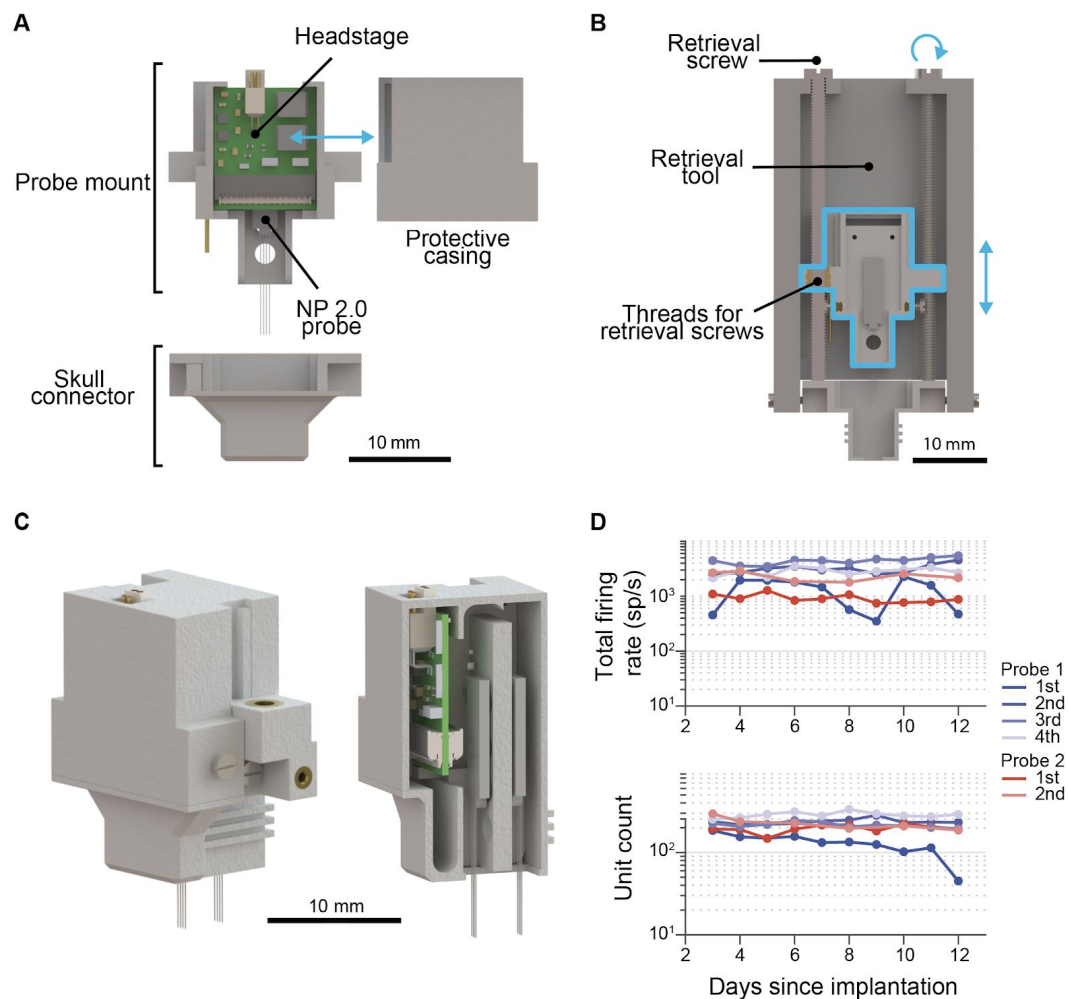 A
Headstage
Probe mount
Protective
casing
NP 2.0
probe
Skull
connector
10 mm
B
Retrieval
screw
Retrieval
tool
Threads for
retrieval screws
10 mm
C
10 mm
D
Total firing
rate (sp/s)
10³
10²
10¹
2 4 6 8 10 12
Unit count
10²
10¹
2 4 6 8 10 12
Days since implantation
Probe 1
1st
2nd
3rd
4th
Probe 2
1st
2nd